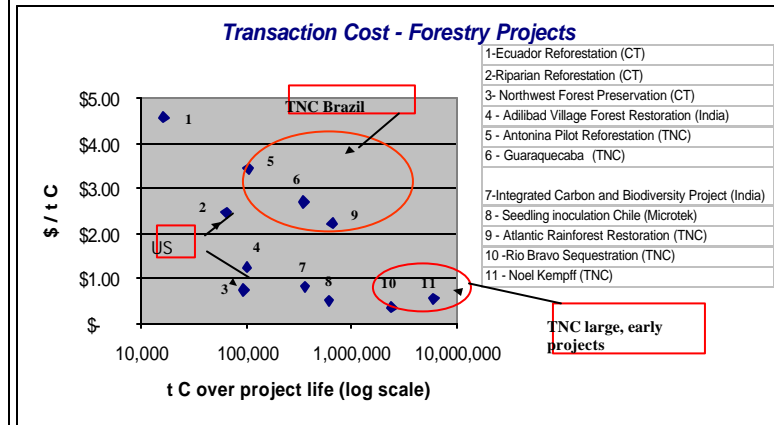 Transaction Cost - Forestry Projects
1-Ecuador Reforestation (CT)
2-Riparian Reforestation (CT)
3- Northwest Forest Preservation (CT)
4 - Adilibad Village Forest Restoration (India)
5 - Antonina Pilot Reforestation (TNC)
6 - Guaraquecaba (TNC)
7-Integrated Carbon and Biodiversity Project (India)
8 - Seedling inoculation Chile (Microtek)
9 - Atlantic Rainforest Restoration (TNC)
10 -Rio Bravo Sequestration (TNC)
11 - Noel Kempff (TNC)
$ / t C
$5.00
$4.00
$3.00
$2.00
$1.00
$-
TNC Brazil
1
5
6
2
9
US
4
7
3
8
10
11
TNC large, early
projects
10,000
100,000
1,000,000
10,000,000
t C over project life (log scale)